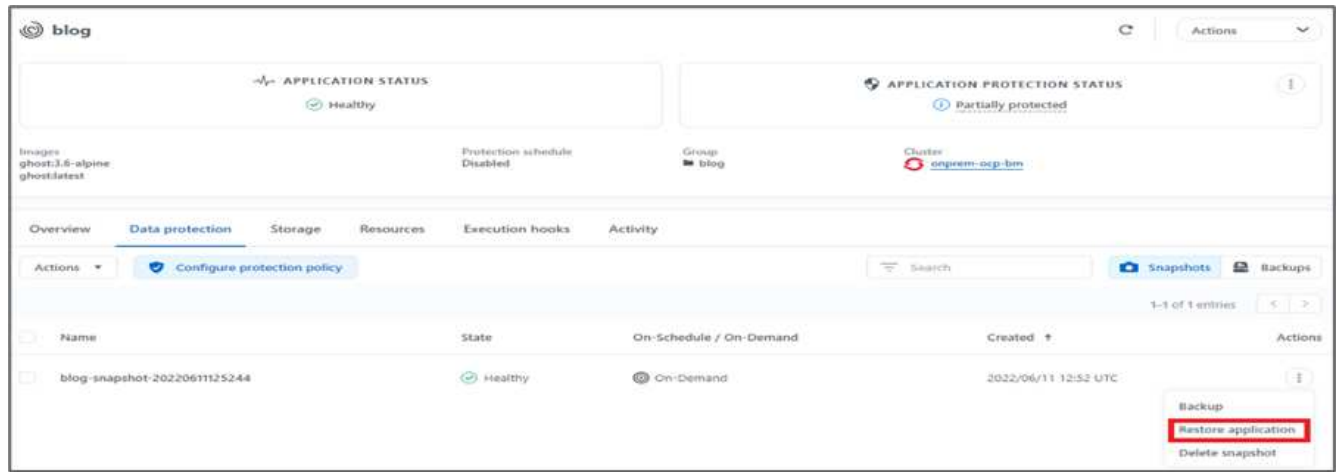 blog
Actions
APPLICATION STATUS
Healthy
APPLICATION PROTECTION STATUS
Partially protected
Images
ghost:3.6-alpine
ghost:latest
Protection schedule
Disabled
Group
blog
Cluster
onprem-ocp-bm
Overview Data protection Storage Resources Execution hooks Activity
Actions Configure protection policy Search Snapshots Backups
1-1 of 1 entries < >
Name State On-Schedule / On-Demand Created ↑ Actions
blog-snapshot-20220611125244 Healthy On-Demand 2022/06/11 12:52 UTC
Backup
Restore application
Delete snapshot